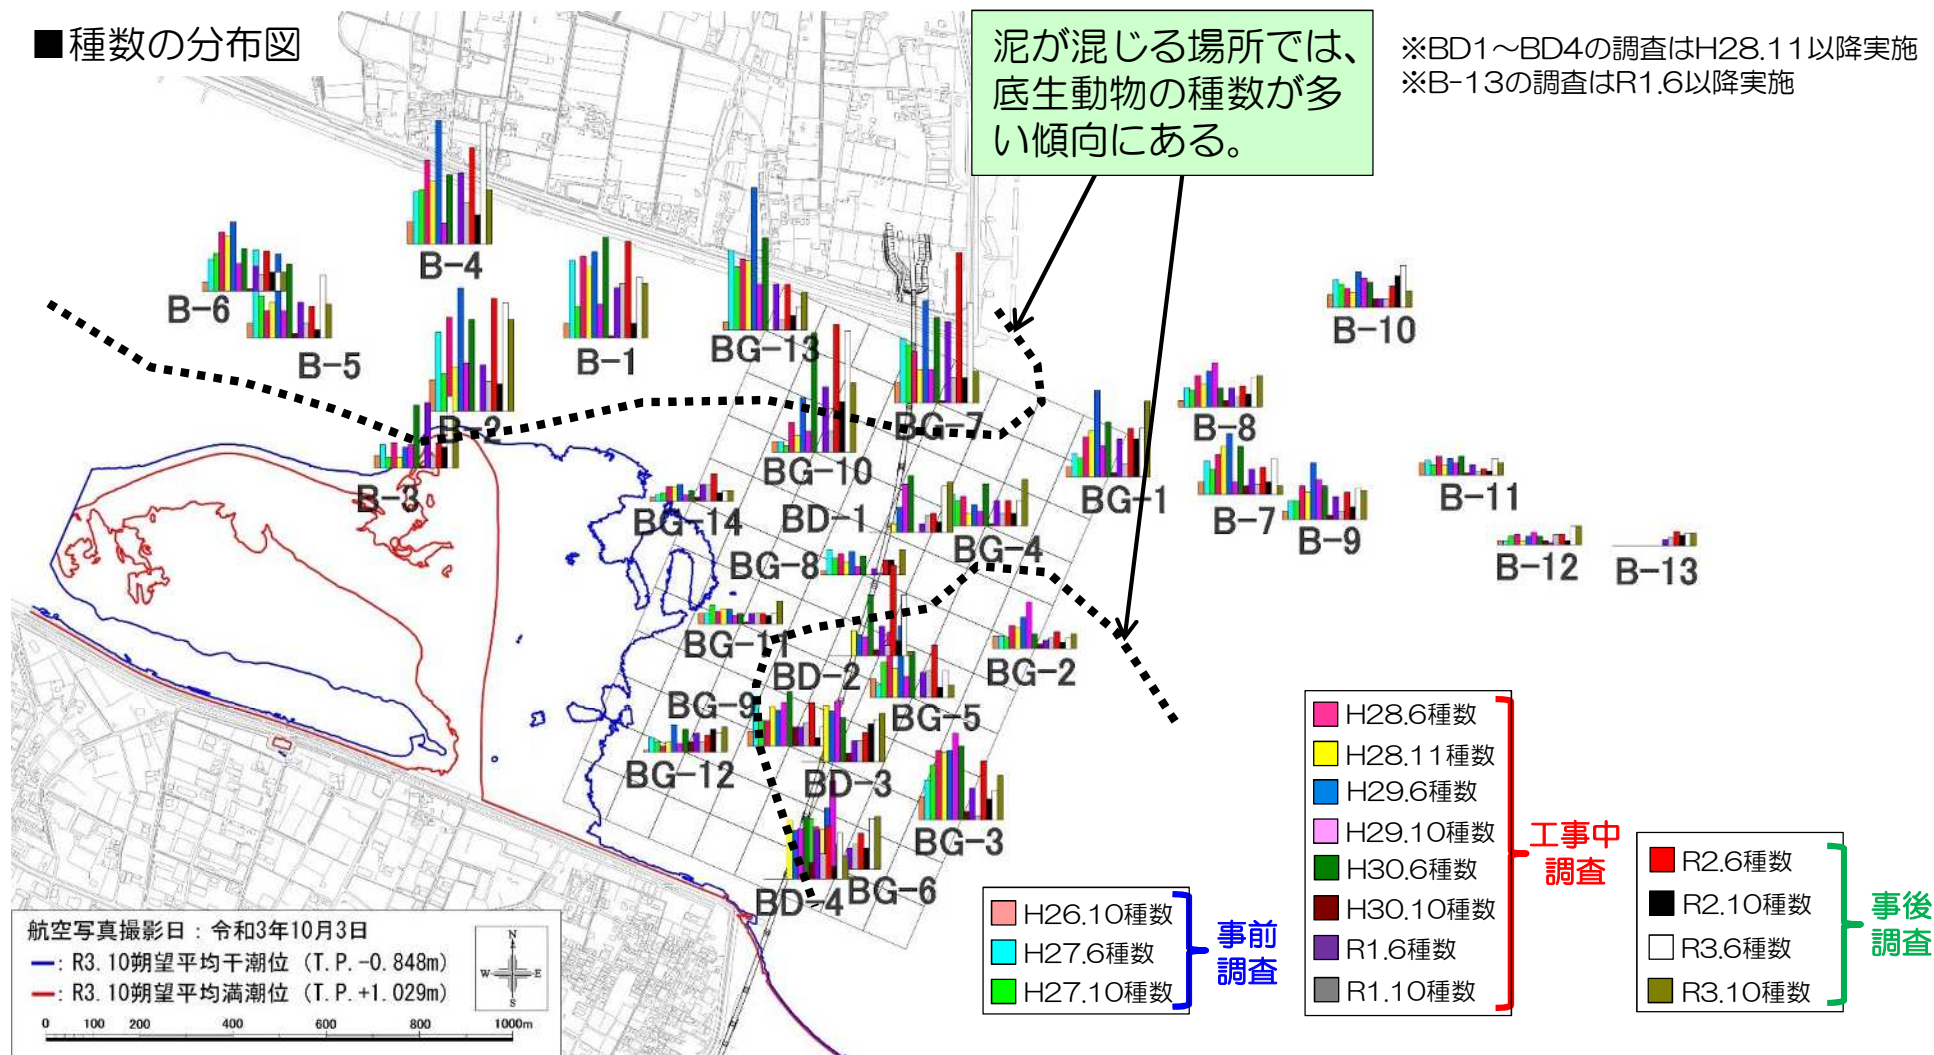 ■種数の分布図
泥が混じる場所では、
底生動物の種数が多
い傾向にある。
※BD1～BD4の調査はH28.11以降実施
※B-13の調査はR1.6以降実施
B-4
B-6
B-5
B-1
BG-13
B-10
B-2
BG-7
B-8
B-3
BG-10
BG-1
B-11
BG-14
BD-1
B-7
B-9
BG-4
BG-8
B-12
B-13
BG-11
BD-2
BG-2
BG-9
BG-5
BG-12
BD-3
BG-3
BD-4
BG-6
H26.10種数
H27.6種数
H27.10種数
事前
調査
H28.6種数
H28.11種数
H29.6種数
H29.10種数
H30.6種数
H30.10種数
R1.6種数
R1.10種数
工事中
調査
R2.6種数
R2.10種数
R3.6種数
R3.10種数
事後
調査
航空写真撮影日：令和3年10月3日
━: R3.10朔望平均干潮位 (T.P.-0.848m)
━: R3.10朔望平均満潮位 (T.P.+1.029m)
N
W E
S
0 100 200 400 600 800 1000m